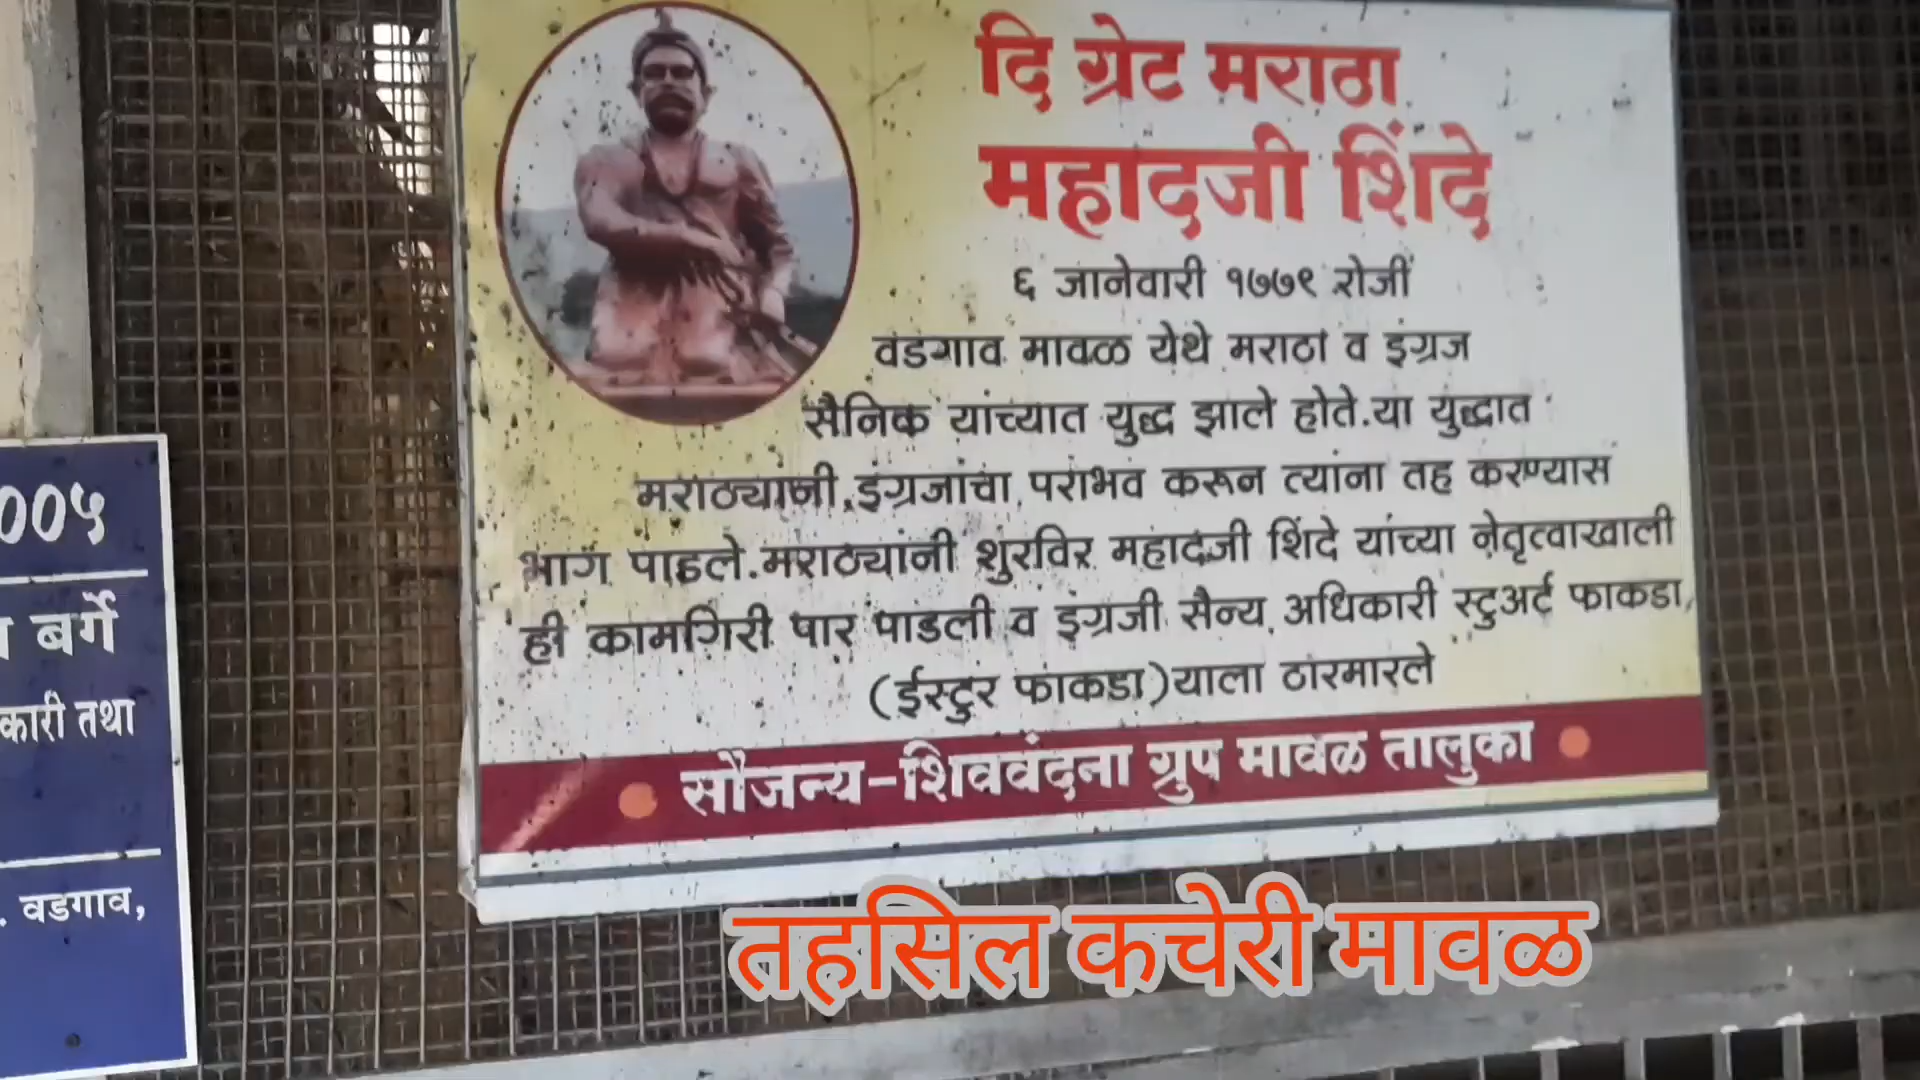 दि ग्रेट मराठा
महादजी शिंदे
६ जानेवारी १७७९ रोजीं
वडगाव मावळ येथे मराठा व इंग्रज
सैनिक यांच्यात युद्ध झाले होते.या युद्धात
मराठ्यांनी इंग्रजांचा पराभव करून त्यांना तह करण्यास
भाग पाडले.मराठ्यांनी शुरविर महादजी शिंदे यांच्या नेतृत्वाखाली
ही कामगिरी पार पाडली व इंग्रजी सैन्य अधिकारी स्टुअर्ट फाकडा
(ईस्टुर फाकडा)याला ठारमारले
सौजन्य-शिववंदना ग्रुप मावळ तालुका
००५
बर्गे
कारी तथा
. वडगाव,
तहसिल कचेरी मावळ